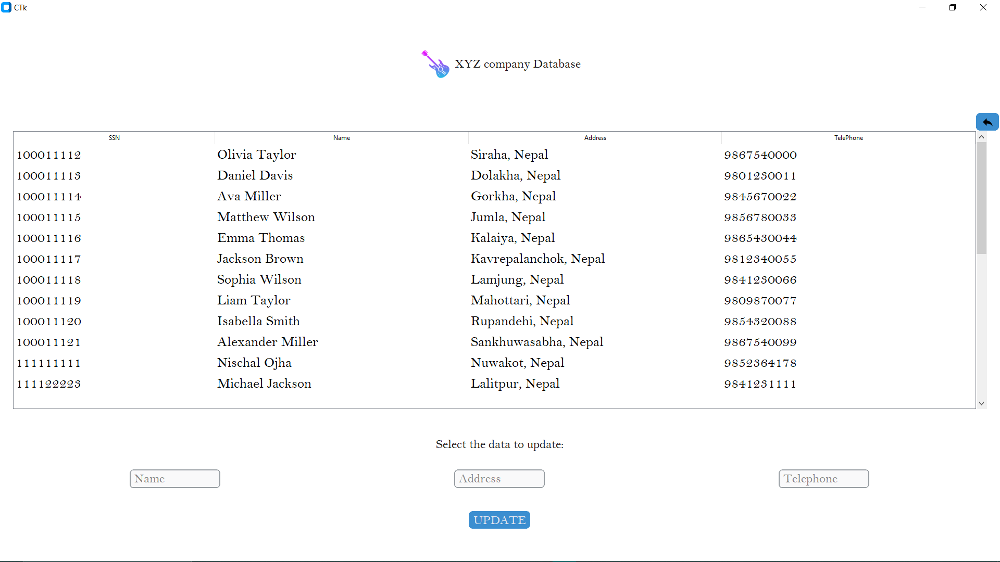 CTk
XYZ company Database
SSN Name Address TelePhone
100011112 Olivia Taylor Siraha, Nepal 9867540000
100011113 Daniel Davis Dolakha, Nepal 9801230011
100011114 Ava Miller Gorkha, Nepal 9845670022
100011115 Matthew Wilson Jumla, Nepal 9856780033
100011116 Emma Thomas Kalaiya, Nepal 9865430044
100011117 Jackson Brown Kavrepalanchok, Nepal 9812340055
100011118 Sophia Wilson Lamjung, Nepal 9841230066
100011119 Liam Taylor Mahottari, Nepal 9809870077
100011120 Isabella Smith Rupandehi, Nepal 9854320088
100011121 Alexander Miller Sankhuwasabha, Nepal 9867540099
111111111 Nischal Ojha Nuwakot, Nepal 9852364178
111122223 Michael Jackson Lalitpur, Nepal 9841231111
Select the data to update:
Name Address Telephone
UPDATE